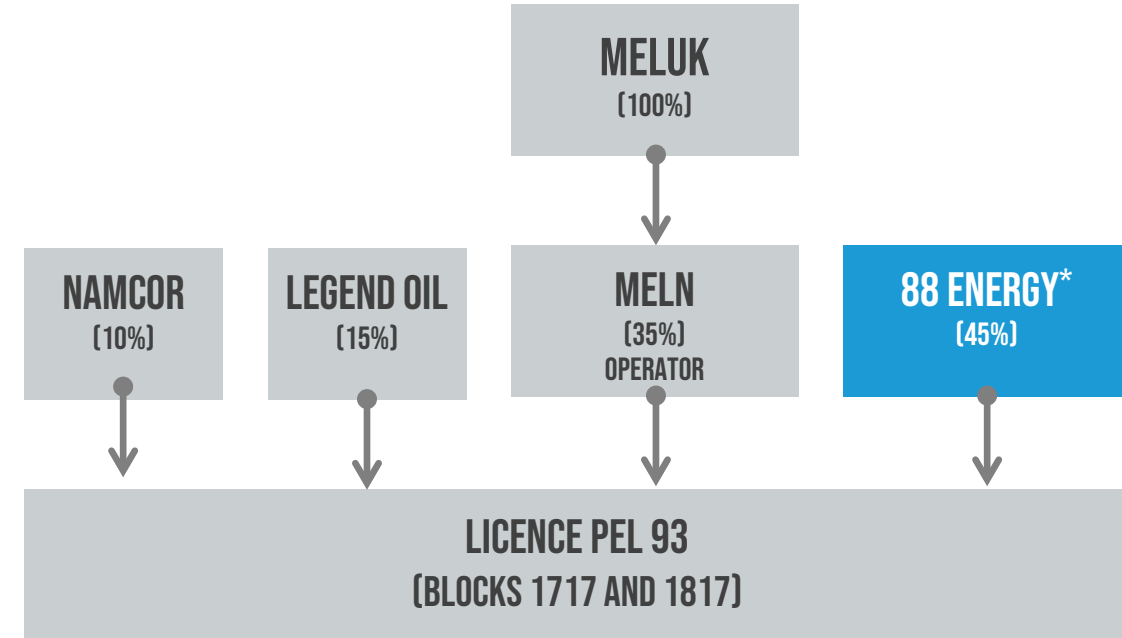 MELUK
(100%)
NAMCOR
(10%)
LEGEND OIL
(15%)
MELN
(35%)
OPERATOR
88 ENERGY*
(45%)
LICENCE PEL 93
(BLOCKS 1717 AND 1817)